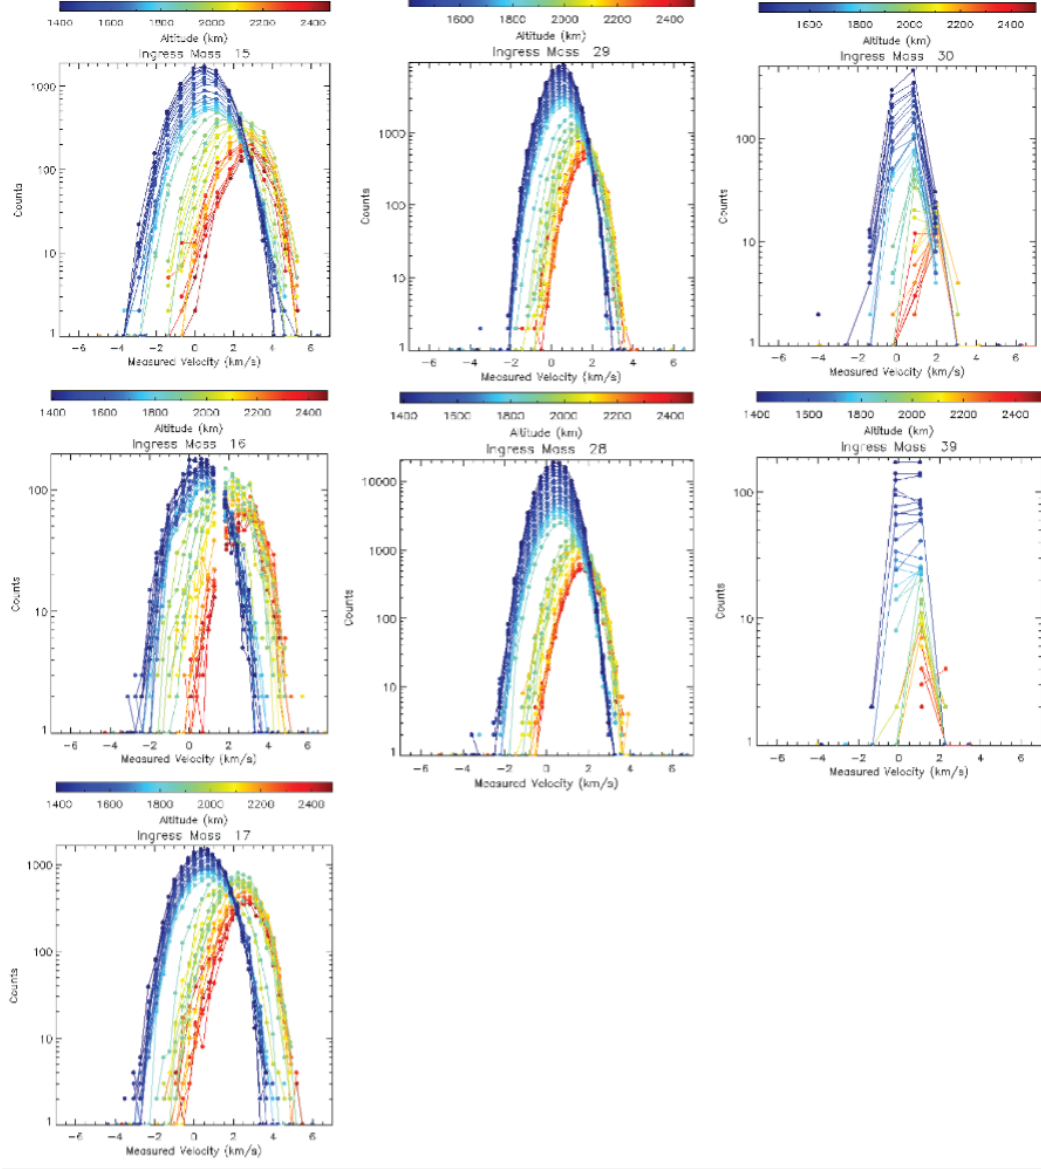 1400 1600 1800 2000 2200 2400
Altitude (km)
Ingress Mass 15
1000
100
10
1
Counts
-6 -4 -2 0 2 4 6
Measured Velocity (km/s)
1600 1800 2000 2200 2400
Altitude (km)
Ingress Mass 29
1000
100
10
1
Counts
-6 -4 -2 0 2 4 6
Measured Velocity (km/s)
1600 1800 2000 2200 2400
Altitude (km)
Ingress Mass 30
100
10
1
Counts
-6 -4 -2 0 2 4 6
Measured Velocity (km/s)
1400 1600 1800 2000 2200 2400
Altitude (km)
Ingress Mass 16
100
10
1
Counts
-6 -4 -2 0 2 4 6
Measured Velocity (km/s)
1400 1600 1800 2000 2200 2400
Altitude (km)
Ingress Mass 28
10000
1000
100
10
1
Counts
-6 -4 -2 0 2 4 6
Measured Velocity (km/s)
1400 1600 1800 2000 2200 2400
Altitude (km)
Ingress Mass 39
100
10
1
Counts
-6 -4 -2 0 2 4 6
Measured Velocity (km/s)
1400 1600 1800 2000 2200 2400
Altitude (km)
Ingress Mass 17
1000
100
10
1
Counts
-6 -4 -2 0 2 4 6
Measured Velocity (km/s)